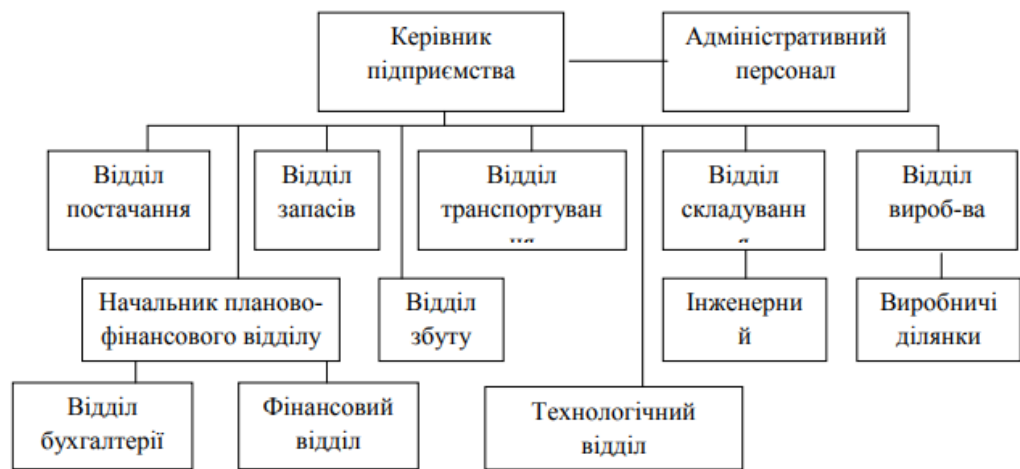 Керівник
підприємства
Адміністративний
персонал
Відділ
постачання
Відділ
запасів
Відділ
транспортуван
ня
Відділ
складуванн
я
Відділ
вироб-ва
Начальник планово-
фінансового відділу
Відділ
збуту
Інженерни
й
Виробничі
ділянки
Відділ
бухгалтерії
Фінансовий
відділ
Технологічний
відділ